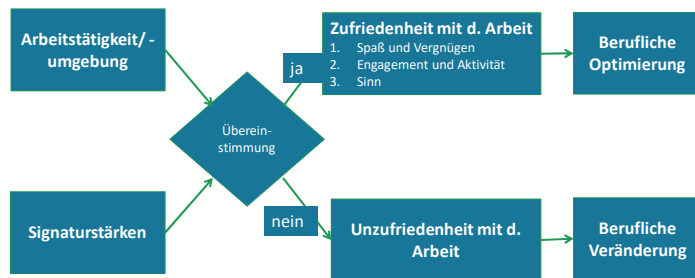 Arbeitstätigkeit/ -
umgebung
Zufriedenheit mit d. Arbeit
1. Spaß und Vergnügen
2. Engagement und Aktivität
3. Sinn
Berufliche
Optimierung
ja
Überein-
stimmung
nein
Signaturstärken
Unzufriedenheit mit d.
Arbeit
Berufliche
Veränderung